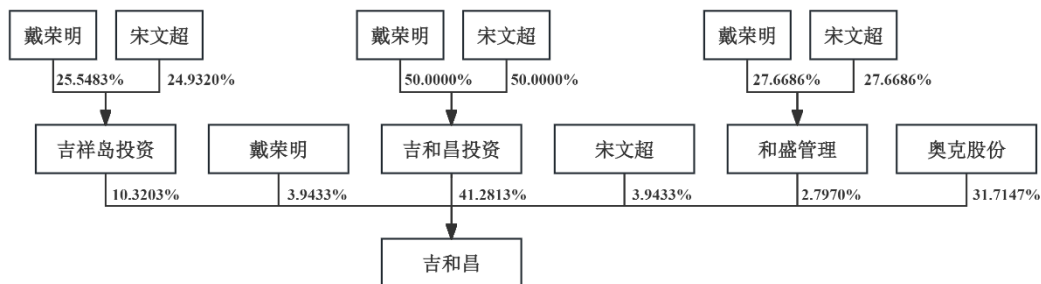 戴荣明 宋文超 戴荣明 宋文超 戴荣明 宋文超
25.5483% 24.9320% 50.0000% 50.0000% 27.6686% 27.6686%
吉祥岛投资 戴荣明 吉和昌投资 宋文超 和盛管理 奥克股份
10.3203% 3.9433% 41.2813% 3.9433% 2.7970% 31.7147%
吉和昌